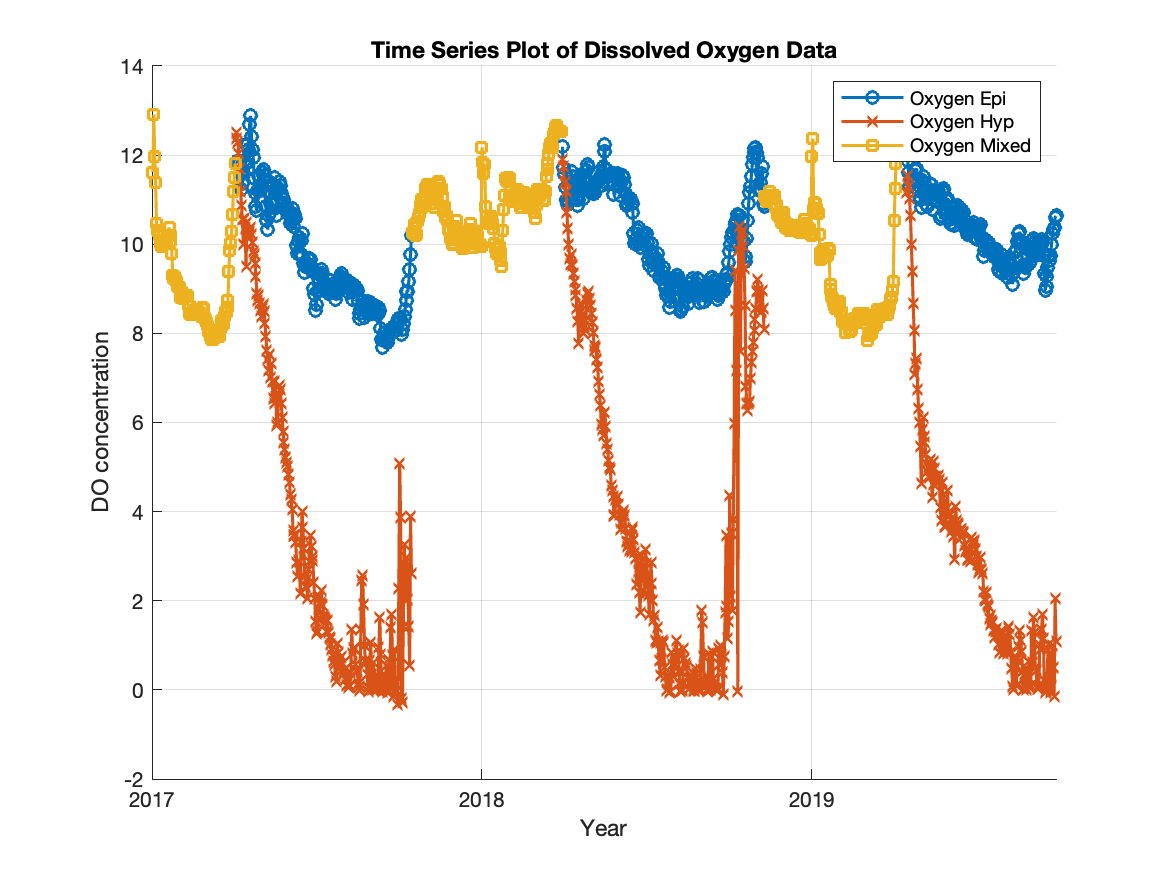 Time Series Plot of Dissolved Oxygen Data
14
12
10
8
6
4
2
0
-2
DO concentration
Oxygen Epi
Oxygen Hyp
Oxygen Mixed
2017
2018
2019
Year